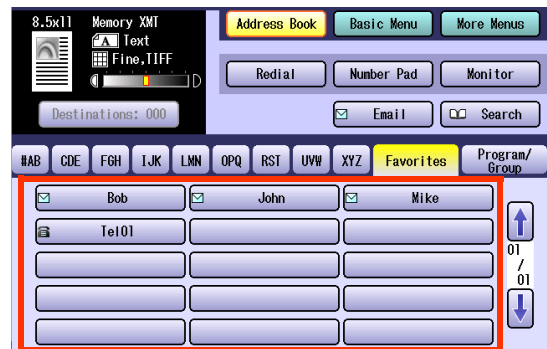 8.5x11 Memory XMT
A Text
Fine,TIFF
D
Destinations: 000
Address Book Basic Menu More Menus
Redial Number Pad Monitor
Email Search
#AB CDE FGH IJK LMN OPQ RST UVW XYZ Favorites Program/
Group
Bob John Mike
Tel01
01
/
01